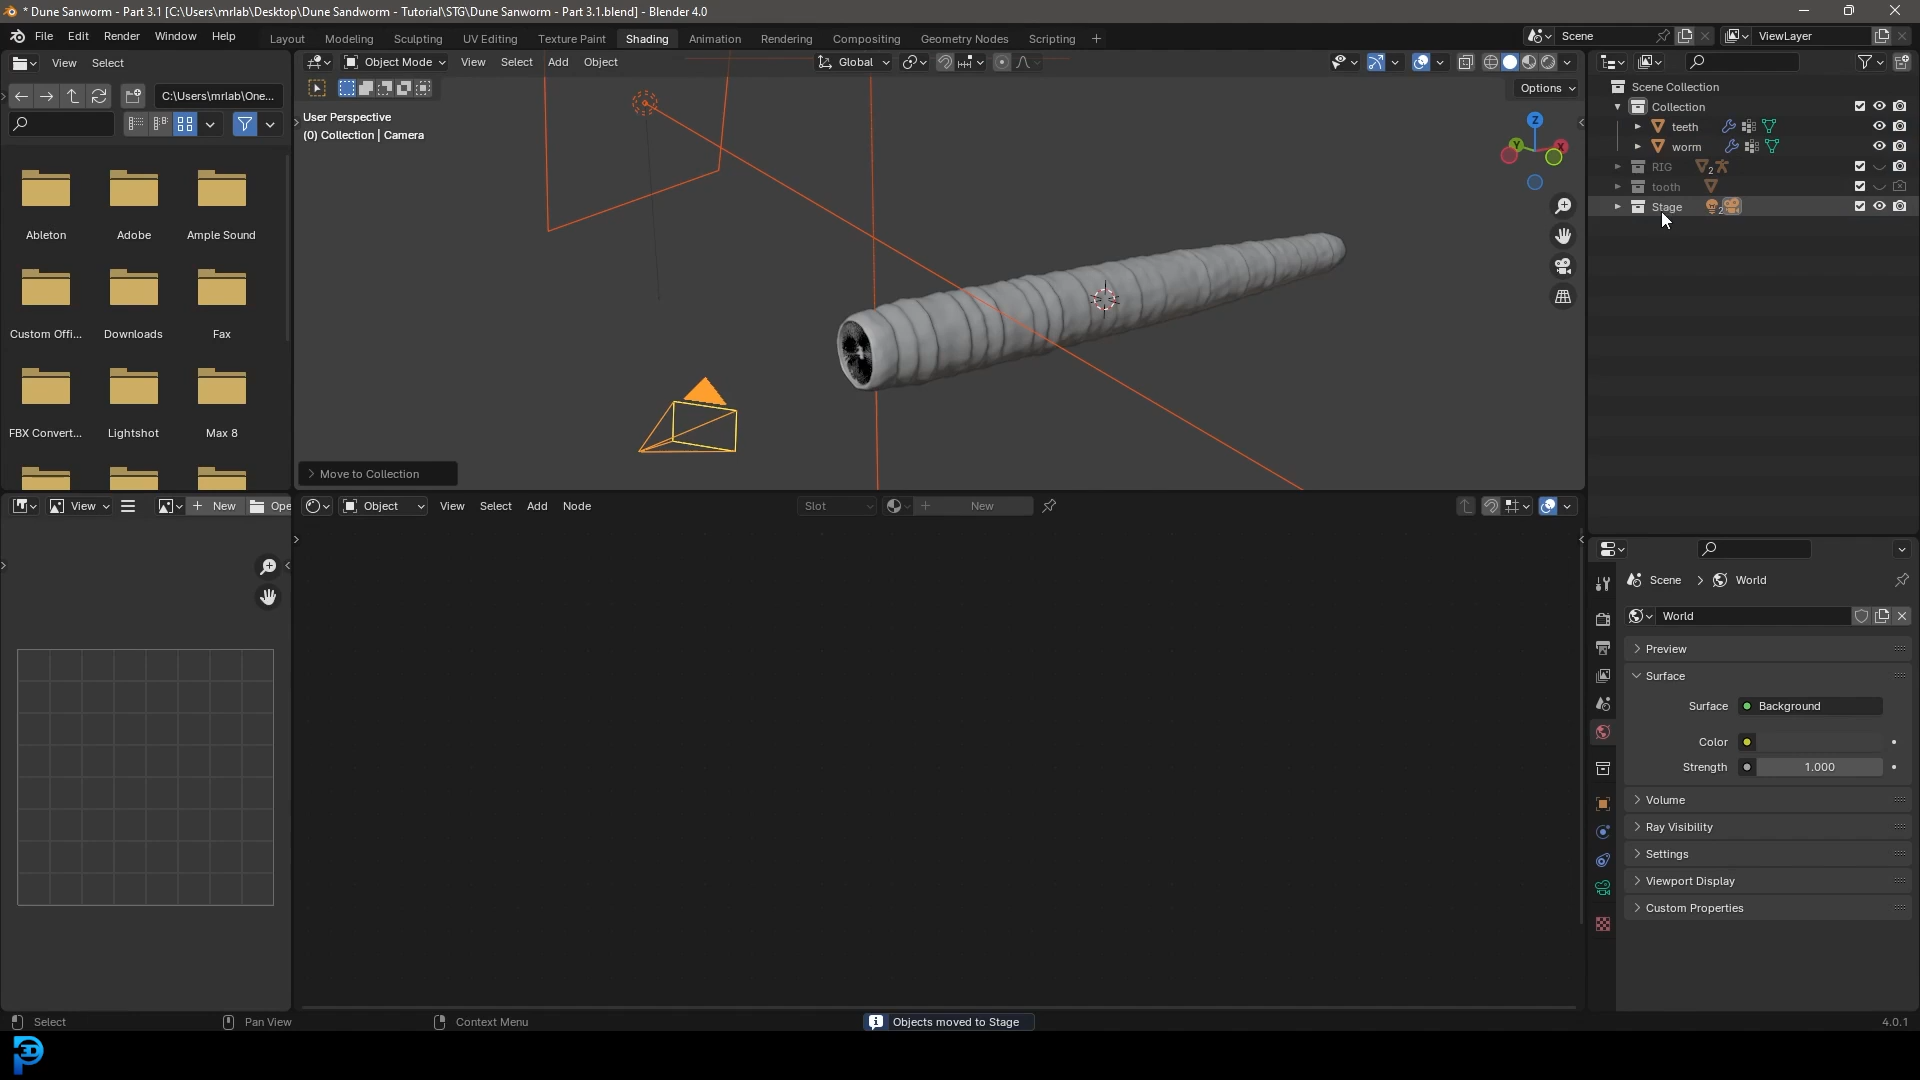 * Dune Sandworm - Part 3.1 [C:\Users\mrlab\Desktop\Dune Sandworm - Tutorial\STG\Dune Sanworm - Part 3.1.blend] - Blender 4.0
File Edit Render Window Help
Layout Modeling Sculpting UV Editing Texture Paint Shading Animation Rendering Compositing Geometry Nodes Scripting +
Scene
ViewLayer
View Select
C:\Users\mrlab\One...
Object Mode View Select Add Object
Global
Options
User Perspective
(0) Collection | Camera
Z
Y
X
Ableton Adobe Ample Sound
Custom Offi... Downloads Fax
FBX Convert... Lightshot Max 8
Move to Collection
Scene Collection
Collection
teeth
worm
RIG 2
tooth
Stage 2
View
New
Ope
Object View Select Add Node
Slot
New
Scene > World
World
Preview
Surface
Surface Background
Color
Strength 1.000
Volume
Ray Visibility
Settings
Viewport Display
Custom Properties
Select
Pan View
Context Menu
Objects moved to Stage
4.0.1
3D